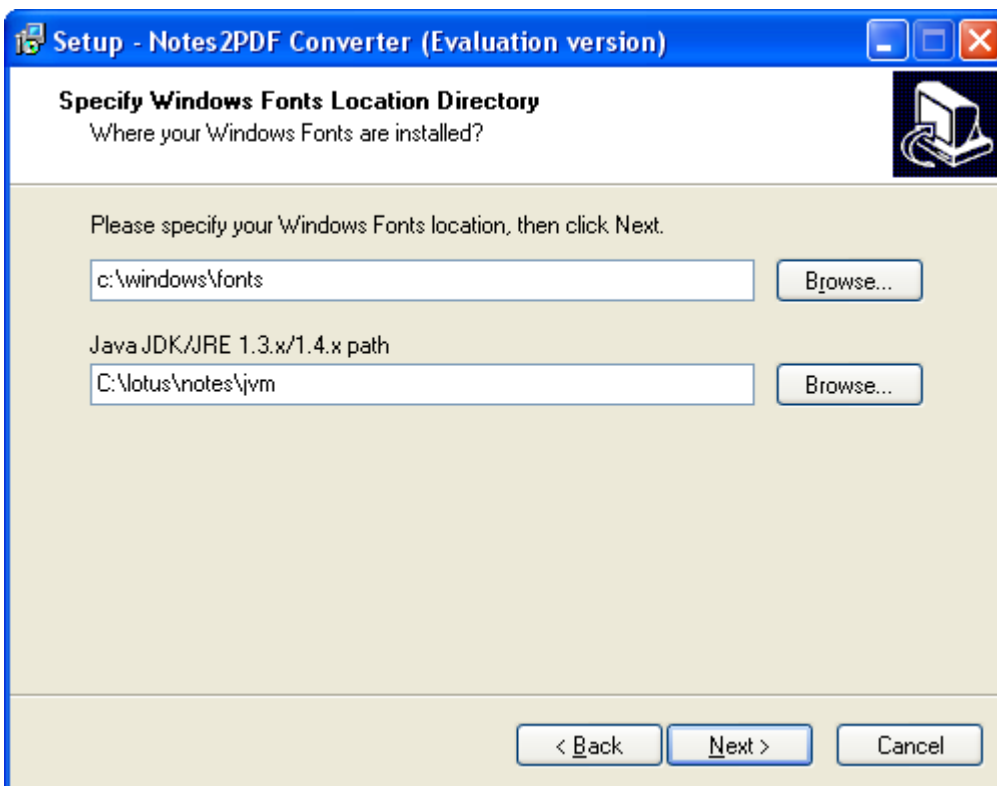 Setup - Notes2PDF Converter (Evaluation version)
Specify Windows Fonts Location Directory
Where your Windows Fonts are installed?
Please specify your Windows Fonts location, then click Next.
c:\windows\fonts Browse...
Java JDK/JRE 1.3.x/1.4.x path
C:\lotus\notes\jvm Browse...
< Back Next > Cancel